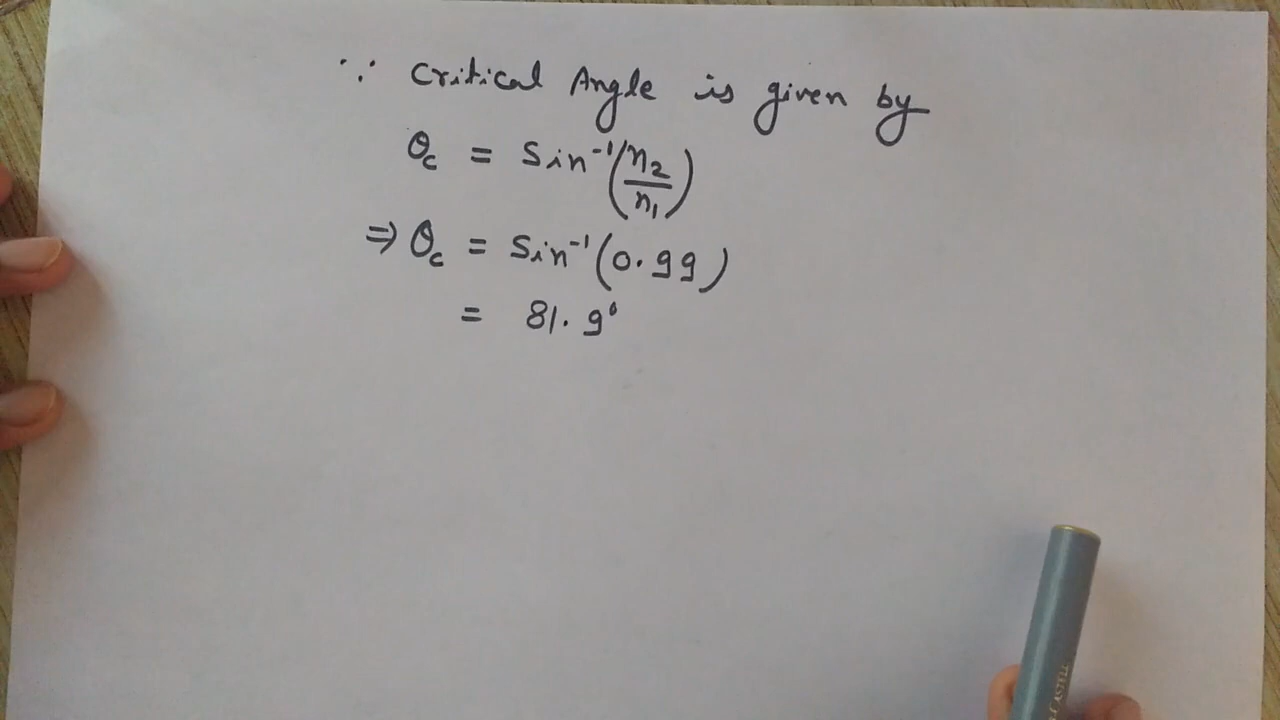 ∵ Critical Angle is given by
θc = Sin⁻¹(n₂/n₁)
⇒ θc = Sin⁻¹(0.99)
= 81.9°